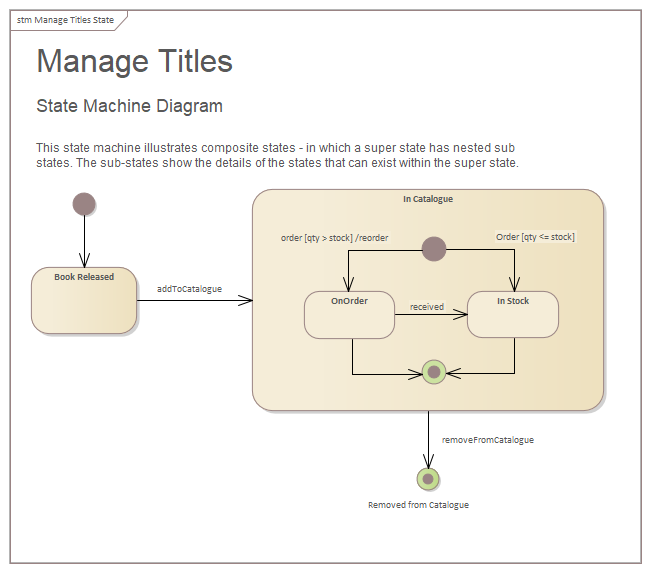 stm Manage Titles State
Manage Titles
State Machine Diagram
This state machine illustrates composite states - in which a super state has nested sub
states. The sub-states show the details of the states that can exist within the super state.
In Catalogue
order [qty > stock] /reorder
Order [qty <= stock]
Book Released
addToCatalogue
OnOrder
received
In Stock
removeFromCatalogue
Removed from Catalogue